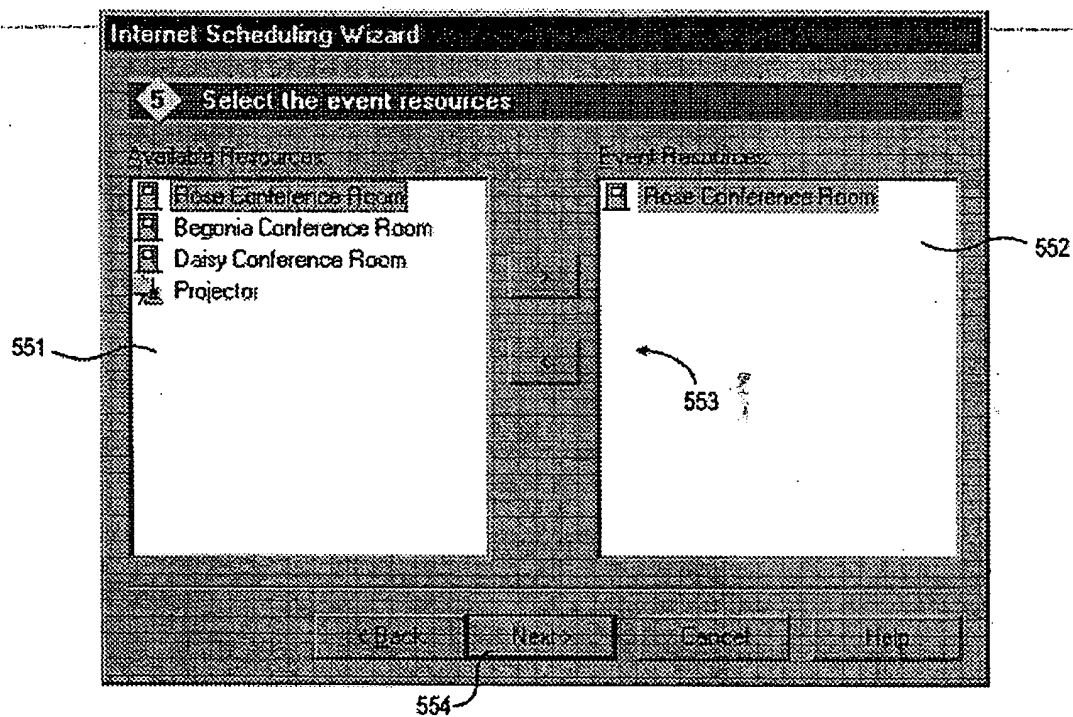 Internet Scheduling Wizard
5 Select the event resources
Available Resources: Event Resources:
Rose Conference Room Rose Conference Room
Begonia Conference Room
Daisy Conference Room
Projector
>
<
551
552
553
< Back Next > Cancel Help
554